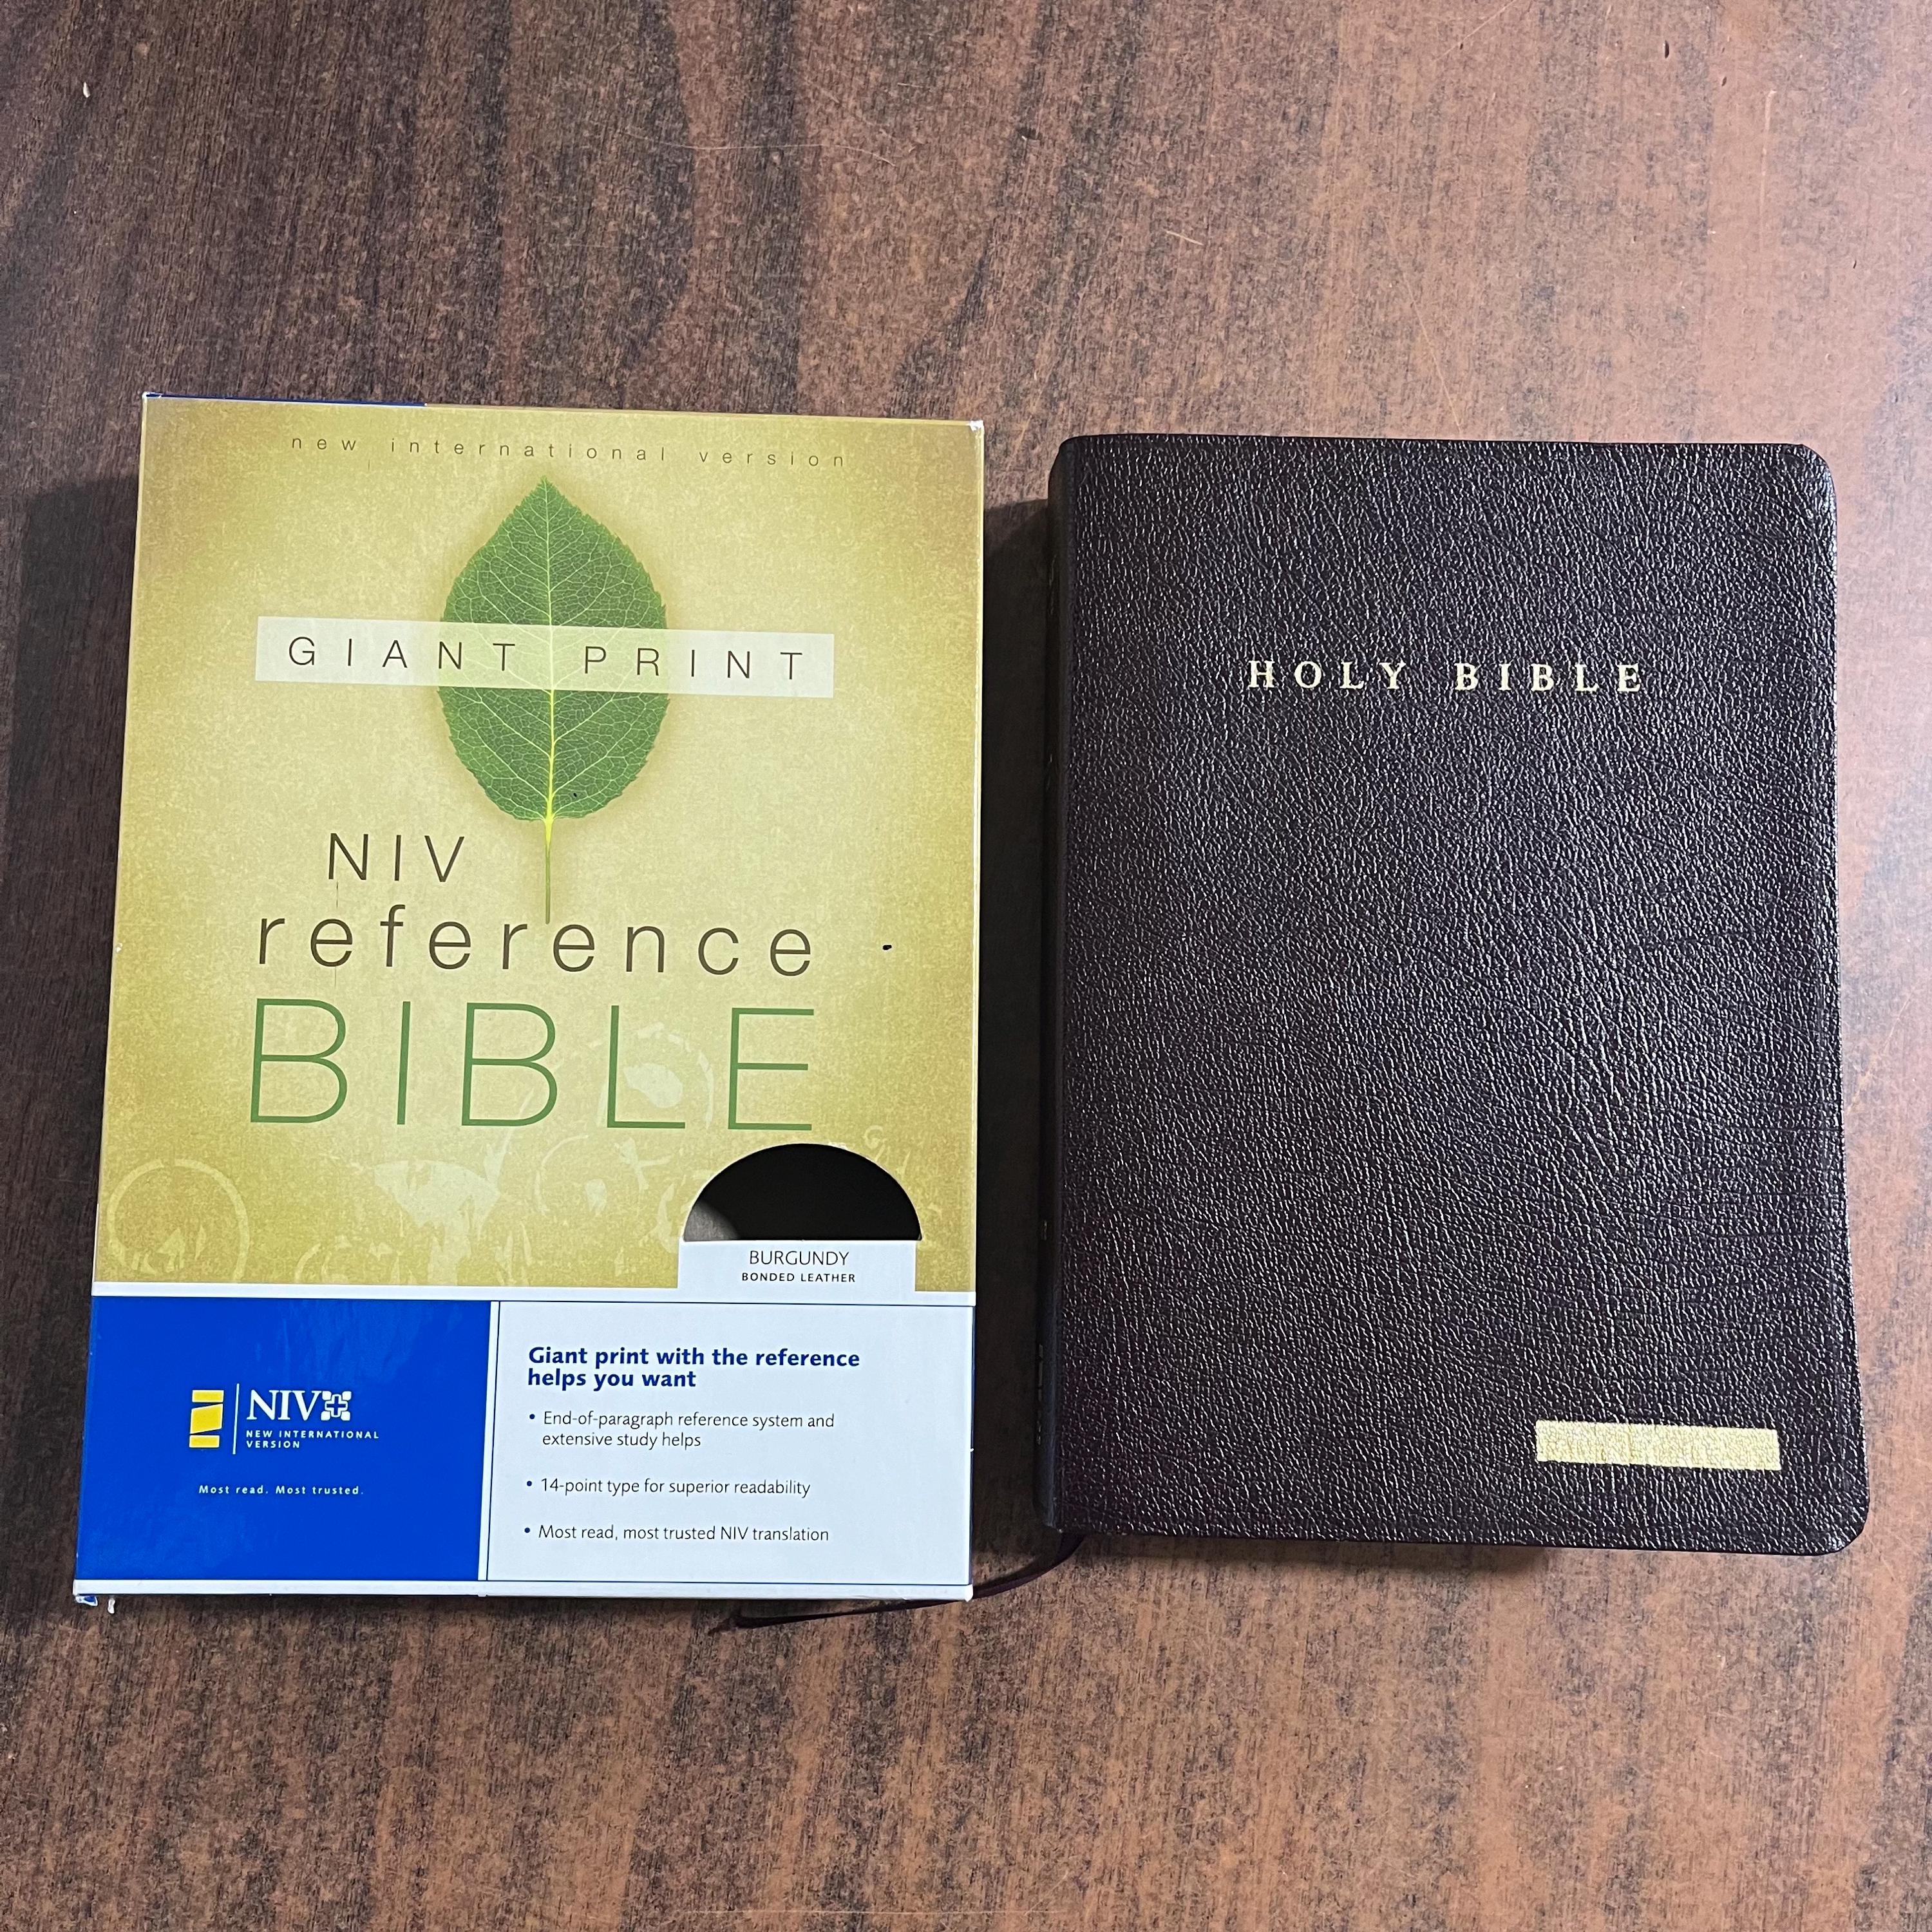 new international version
GIANT PRINT
NIV
reference
BIBLE
BURGUNDY
BONDED LEATHER
NIV
NEW INTERNATIONAL
VERSION
Most read. Most trusted.
Giant print with the reference
helps you want
• End-of-paragraph reference system and
extensive study helps
• 14-point type for superior readability
• Most read, most trusted NIV translation
HOLY BIBLE